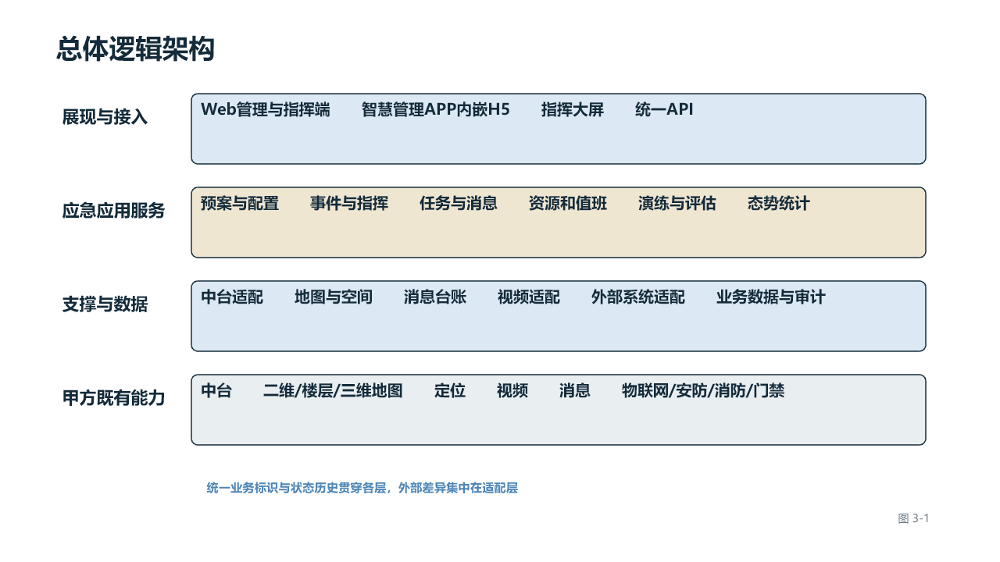 总体逻辑架构
展现与接入
Web管理与指挥端 智慧管理APP内嵌H5 指挥大屏 统一API
应急应用服务
预案与配置 事件与指挥 任务与消息 资源和值班 演练与评估 态势统计
支撑与数据
中台适配 地图与空间 消息台账 视频适配 外部系统适配 业务数据与审计
甲方既有能力
中台 二维/楼层/三维地图 定位 视频 消息 物联网/安防/消防/门禁
统一业务标识与状态历史贯穿各层，外部差异集中在适配层
图 3-1